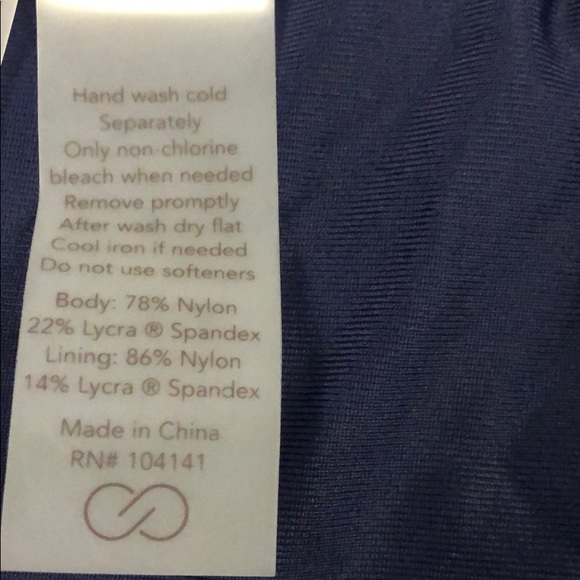 Hand wash cold
Separately
Only non-chlorine
bleach when needed
Remove promptly
After wash dry flat
Cool iron if needed
Do not use softeners
Body: 78% Nylon
22% Lycra ® Spandex
Lining: 86% Nylon
14% Lycra ® Spandex
Made in China
RN# 104141